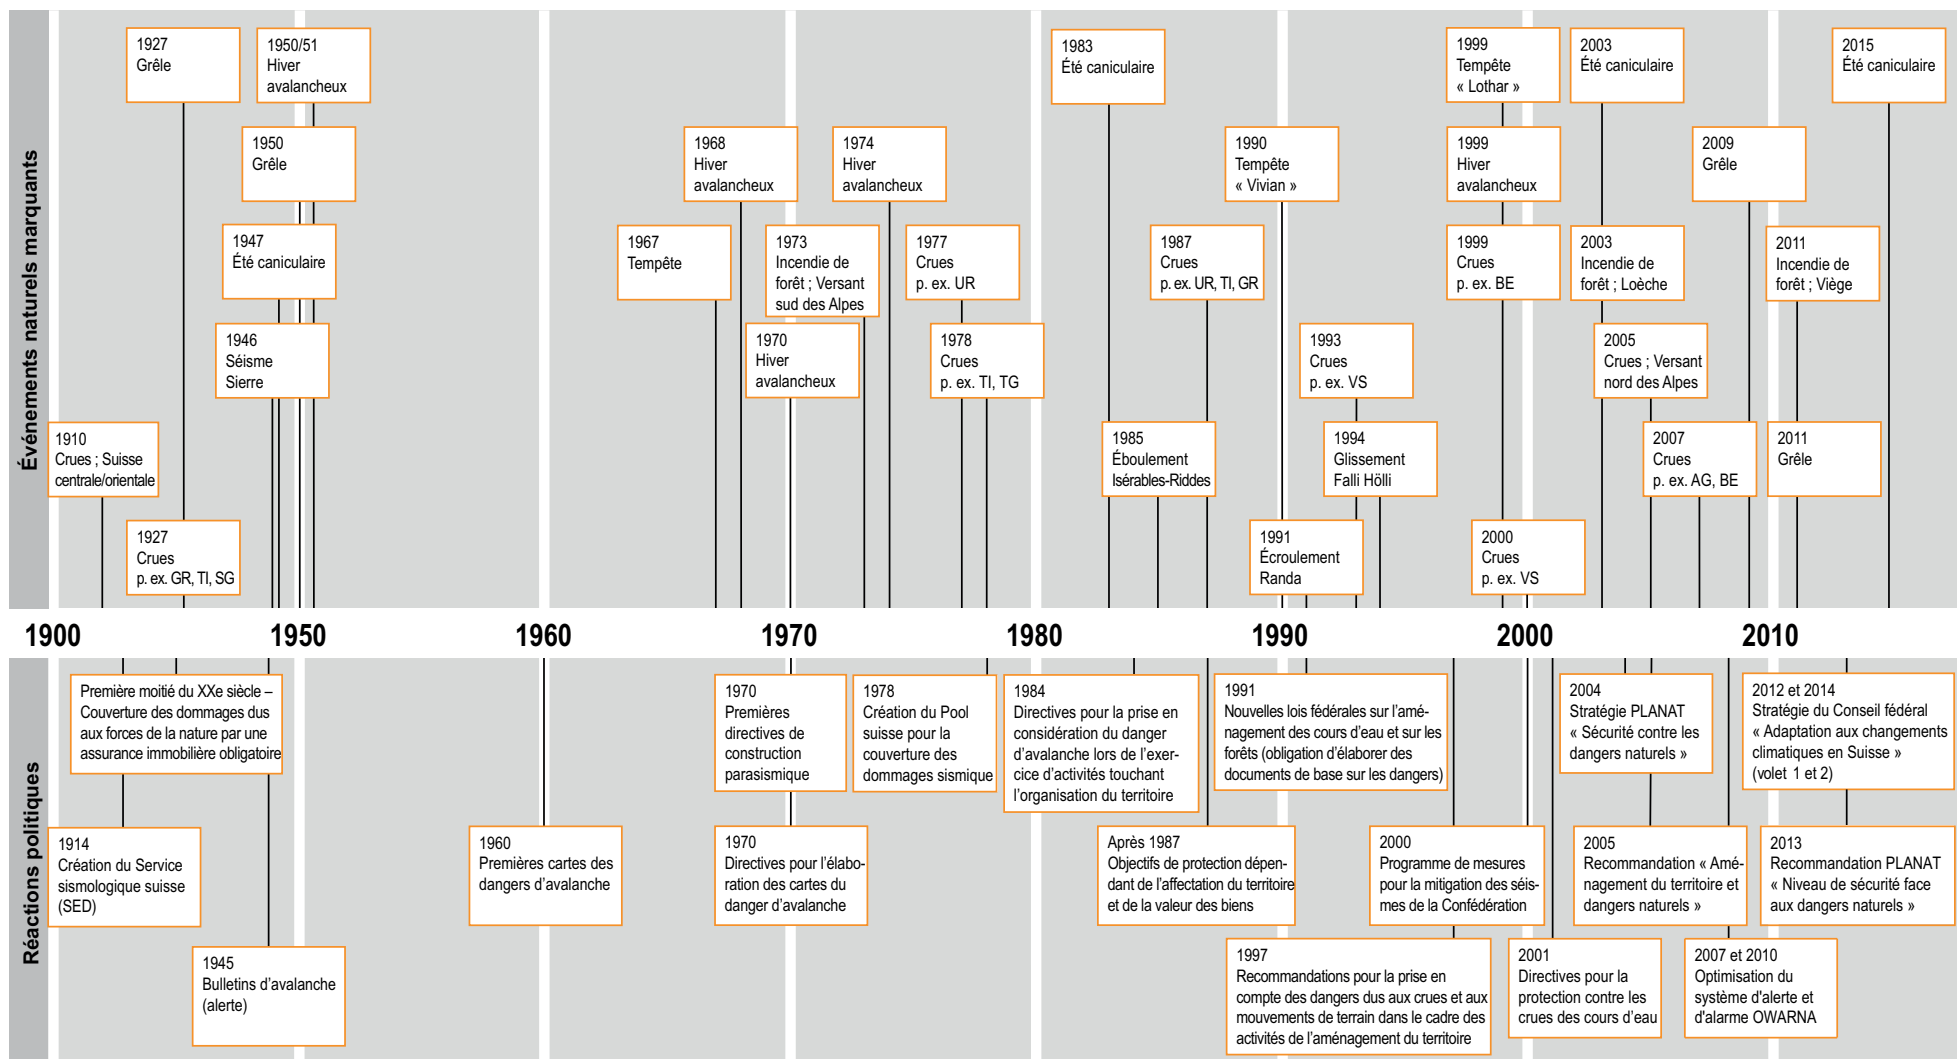 Événements naturels marquants
1927
Grêle
1950/51
Hiver
avalancheux
1983
Été caniculaire
1999
Tempête
« Lothar »
2003
Été caniculaire
2015
Été caniculaire
1950
Grêle
1968
Hiver
avalancheux
1974
Hiver
avalancheux
1990
Tempête
« Vivian »
1999
Hiver
avalancheux
2009
Grêle
1947
Été caniculaire
1967
Tempête
1973
Incendie de
forêt ; Versant
sud des Alpes
1977
Crues
p. ex. UR
1987
Crues
p. ex. UR, TI, GR
1999
Crues
p. ex. BE
2003
Incendie de
forêt ; Loèche
2011
Incendie de
forêt ; Viège
1946
Séisme
Sierre
1970
Hiver
avalancheux
1978
Crues
p. ex. TI, TG
1993
Crues
p. ex. VS
2005
Crues ; Versant
nord des Alpes
1910
Crues ; Suisse
centrale/orientale
1985
Éboulement
Isérables-Riddes
1994
Glissement
Falli Hölli
2007
Crues
p. ex. AG, BE
2011
Grêle
1927
Crues
p. ex. GR, TI, SG
1991
Écroulement
Randa
2000
Crues
p. ex. VS
1900 1950 1960 1970 1980 1990 2000 2010
Réactions politiques
Première moitié du XXe siècle –
Couverture des dommages dus
aux forces de la nature par une
assurance immobilière obligatoire
1970
Premières
directives de
construction
parasismique
1978
Création du Pool
suisse pour la
couverture des
dommages sismique
1984
Directives pour la prise en
considération du danger
d'avalanche lors de l'exer-
cice d'activités touchant
l'organisation du territoire
1991
Nouvelles lois fédérales sur l'amé-
nagement des cours d'eau et sur les
forêts (obligation d'élaborer des
documents de base sur les dangers)
2004
Stratégie PLANAT
« Sécurité contre les
dangers naturels »
2012 et 2014
Stratégie du Conseil fédéral
« Adaptation aux changements
climatiques en Suisse »
(volet 1 et 2)
1914
Création du Service
sismologique suisse
(SED)
1960
Premières cartes des
dangers d'avalanche
1970
Directives pour l'élabo-
ration des cartes du
danger d'avalanche
Après 1987
Objectifs de protection dépen-
dant de l'affectation du territoire
et de la valeur des biens
2000
Programme de mesures
pour la mitigation des séis-
mes de la Confédération
2005
Recommandation « Amé-
nagement du territoire et
dangers naturels »
2013
Recommandation PLANAT
« Niveau de sécurité face
aux dangers naturels »
1945
Bulletins d'avalanche
(alerte)
1997
Recommandations pour la prise en
compte des dangers dus aux crues et aux
mouvements de terrain dans le cadre des
activités de l'aménagement du territoire
2001
Directives pour la
protection contre les
crues des cours d'eau
2007 et 2010
Optimisation du
système d'alerte et
d'alarme OWARNA